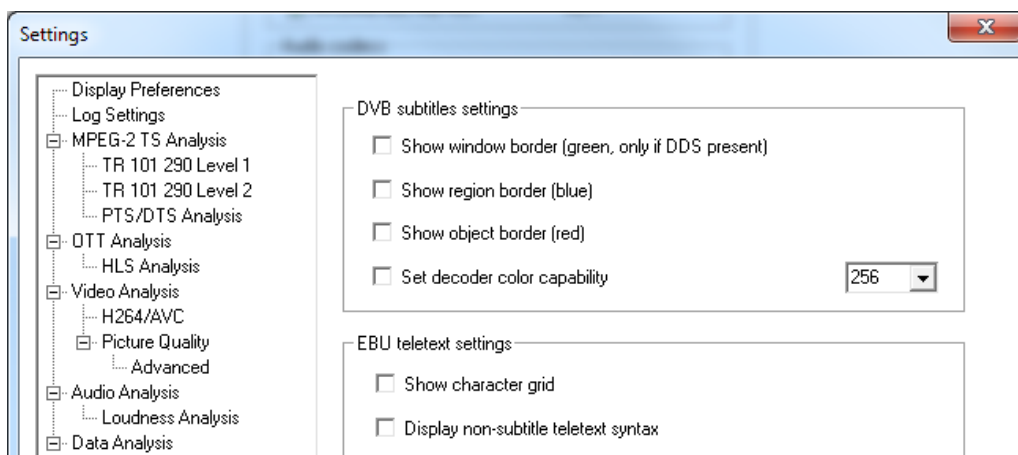 Settings
Display Preferences
Log Settings
MPEG-2 TS Analysis
TR 101 290 Level 1
TR 101 290 Level 2
PTS/DTS Analysis
OTT Analysis
HLS Analysis
Video Analysis
H264/AVC
Picture Quality
Advanced
Audio Analysis
Loudness Analysis
Data Analysis
DVB subtitles settings
Show window border (green, only if DDS present)
Show region border (blue)
Show object border (red)
Set decoder color capability 256
EBU teletext settings
Show character grid
Display non-subtitle teletext syntax